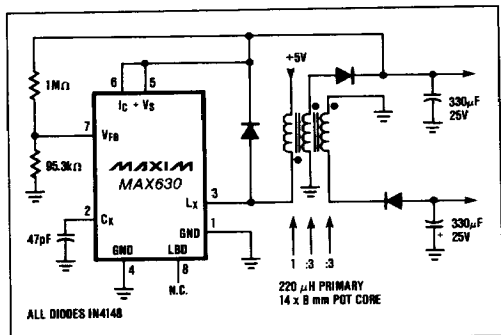 +5V
6
5
1MΩ
IC + VS
330µF
25V
7
VFB
MAXIM
MAX630
95.3kΩ
3
LX
2
CX
1
GND
330µF
+
25V
47pF
GND
LBD
4
8
N.C.
1 :3 :3
220 µH PRIMARY
14 x 8 mm POT CORE
ALL DIODES IN4148